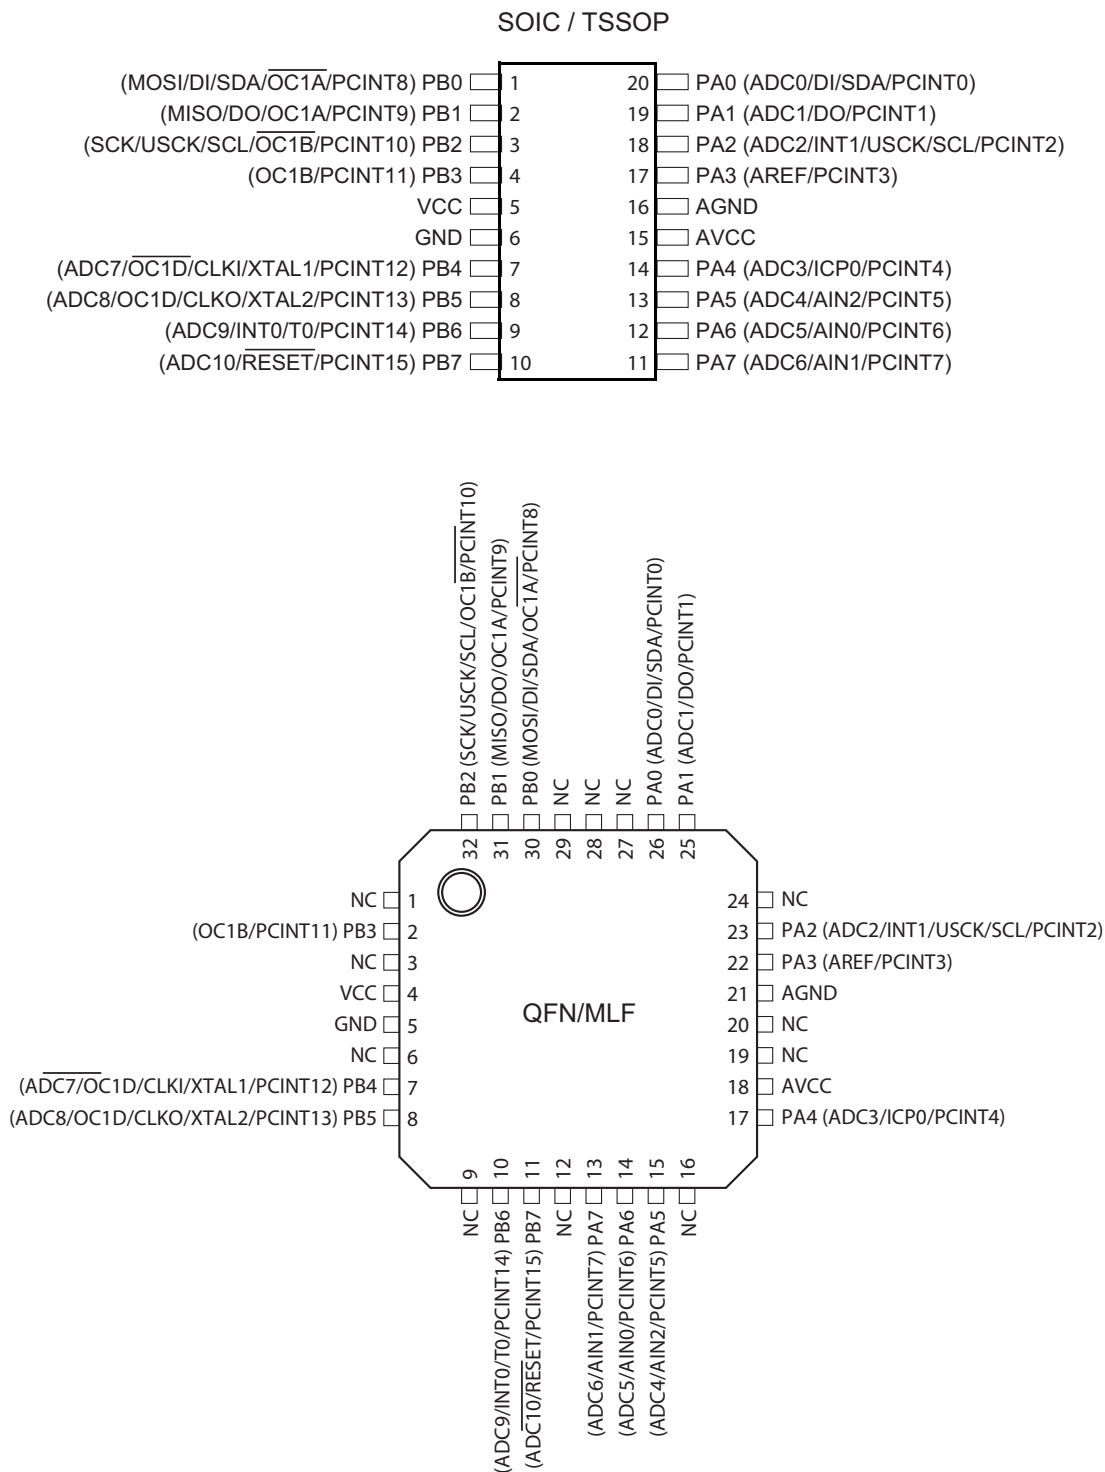 SOIC / TSSOP
(MOSI/DI/SDA/OC1A/PCINT8) PB0 1 20 PA0 (ADC0/DI/SDA/PCINT0)
(MISO/DO/OC1A/PCINT9) PB1 2 19 PA1 (ADC1/DO/PCINT1)
(SCK/USCK/SCL/OC1B/PCINT10) PB2 3 18 PA2 (ADC2/INT1/USCK/SCL/PCINT2)
(OC1B/PCINT11) PB3 4 17 PA3 (AREF/PCINT3)
VCC 5 16 AGND
GND 6 15 AVCC
(ADC7/OC1D/CLKI/XTAL1/PCINT12) PB4 7 14 PA4 (ADC3/ICP0/PCINT4)
(ADC8/OC1D/CLKO/XTAL2/PCINT13) PB5 8 13 PA5 (ADC4/AIN2/PCINT5)
(ADC9/INT0/T0/PCINT14) PB6 9 12 PA6 (ADC5/AIN0/PCINT6)
(ADC10/RESET/PCINT15) PB7 10 11 PA7 (ADC6/AIN1/PCINT7)
PB2 (SCK/USCK/SCL/OC1B/PCINT10)
PB1 (MISO/DO/OC1A/PCINT9)
PB0 (MOSI/DI/SDA/OC1A/PCINT8)
NC
NC
NC
PA0 (ADC0/DI/SDA/PCINT0)
PA1 (ADC1/DO/PCINT1)
32 31 30 29 28 27 26 25
NC 1 24 NC
(OC1B/PCINT11) PB3 2 23 PA2 (ADC2/INT1/USCK/SCL/PCINT2)
NC 3 22 PA3 (AREF/PCINT3)
VCC 4 21 AGND
QFN/MLF
GND 5 20 NC
NC 6 19 NC
(ADC7/OC1D/CLKI/XTAL1/PCINT12) PB4 7 18 AVCC
(ADC8/OC1D/CLKO/XTAL2/PCINT13) PB5 8 17 PA4 (ADC3/ICP0/PCINT4)
9 10 11 12 13 14 15 16
NC
(ADC9/INT0/T0/PCINT14) PB6
(ADC10/RESET/PCINT15) PB7
NC
(ADC6/AIN1/PCINT7) PA7
(ADC5/AIN0/PCINT6) PA6
(ADC4/AIN2/PCINT5) PA5
NC